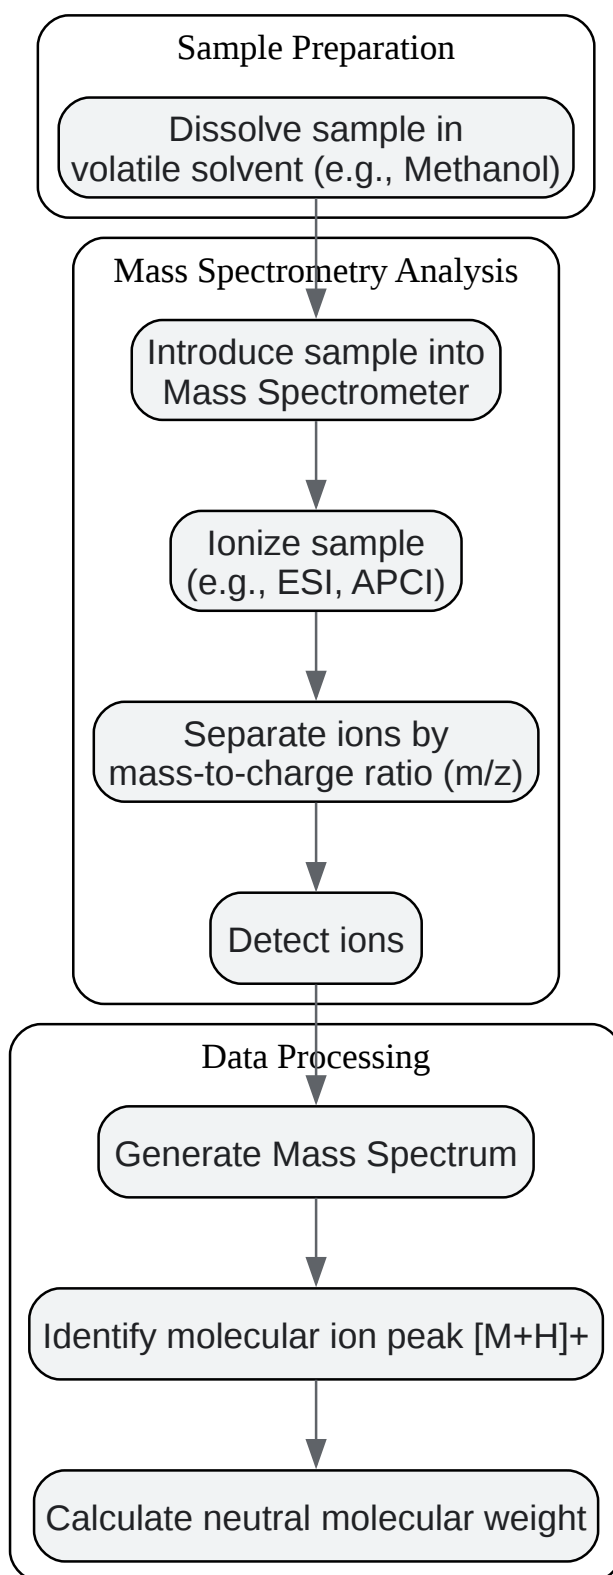 Sample Preparation
Dissolve sample in
volatile solvent (e.g., Methanol)
Mass Spectrometry Analysis
Introduce sample into
Mass Spectrometer
Ionize sample
(e.g., ESI, APCI)
Separate ions by
mass-to-charge ratio (m/z)
Detect ions
Data Processing
Generate Mass Spectrum
Identify molecular ion peak [M+H]+
Calculate neutral molecular weight